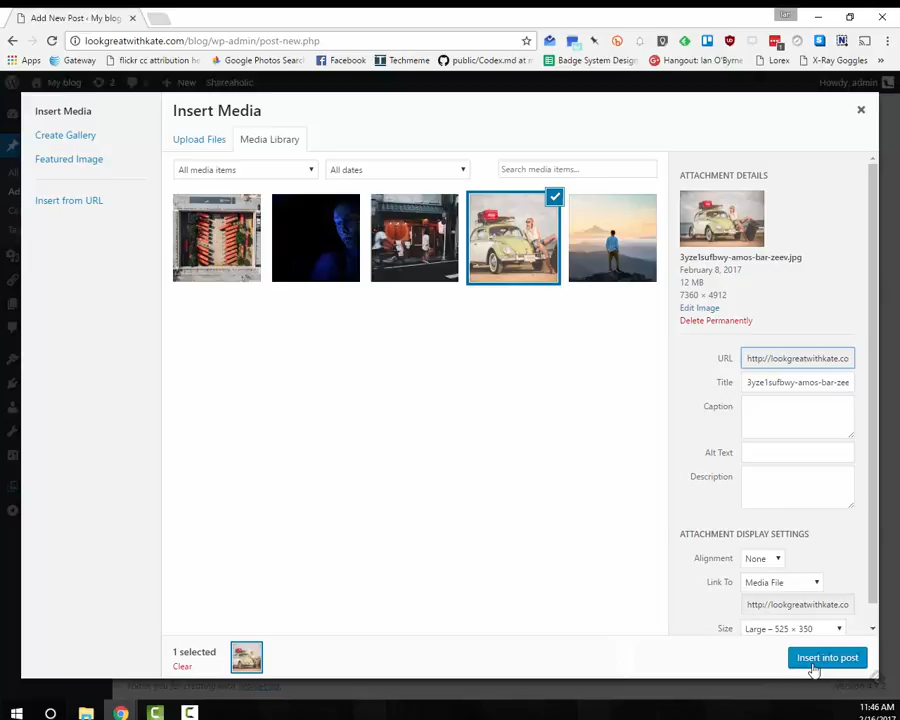 Add New Post ‹ My blog
Ian
lookgreatwithkate.com/blog/wp-admin/post-new.php
Apps
Gateway
flickr cc attribution he
Google Photos Search
Facebook
Techmeme
public/Codex.md at m
Badge System Design
Hangout: Ian O'Byrne
Lorex
X-Ray Goggles
»
My blog
2
New
Shareaholic
Howdy, admin
Insert Media
Create Gallery
Featured Image
Insert from URL
Insert Media
Upload Files
Media Library
All media items
All dates
Search media items...
1 selected
Clear
ATTACHMENT DETAILS
3yze1sufbwy-amos-bar-zeev.jpg
February 8, 2017
12 MB
7360 × 4912
Edit Image
Delete Permanently
URL
http://lookgreatwithkate.co
Title
3yze1sufbwy-amos-bar-zee
Caption
Alt Text
Description
ATTACHMENT DISPLAY SETTINGS
Alignment
None
Link To
Media File
http://lookgreatwithkate.co
Size
Large – 525 × 350
Insert into post
11:46 AM
2/16/2017